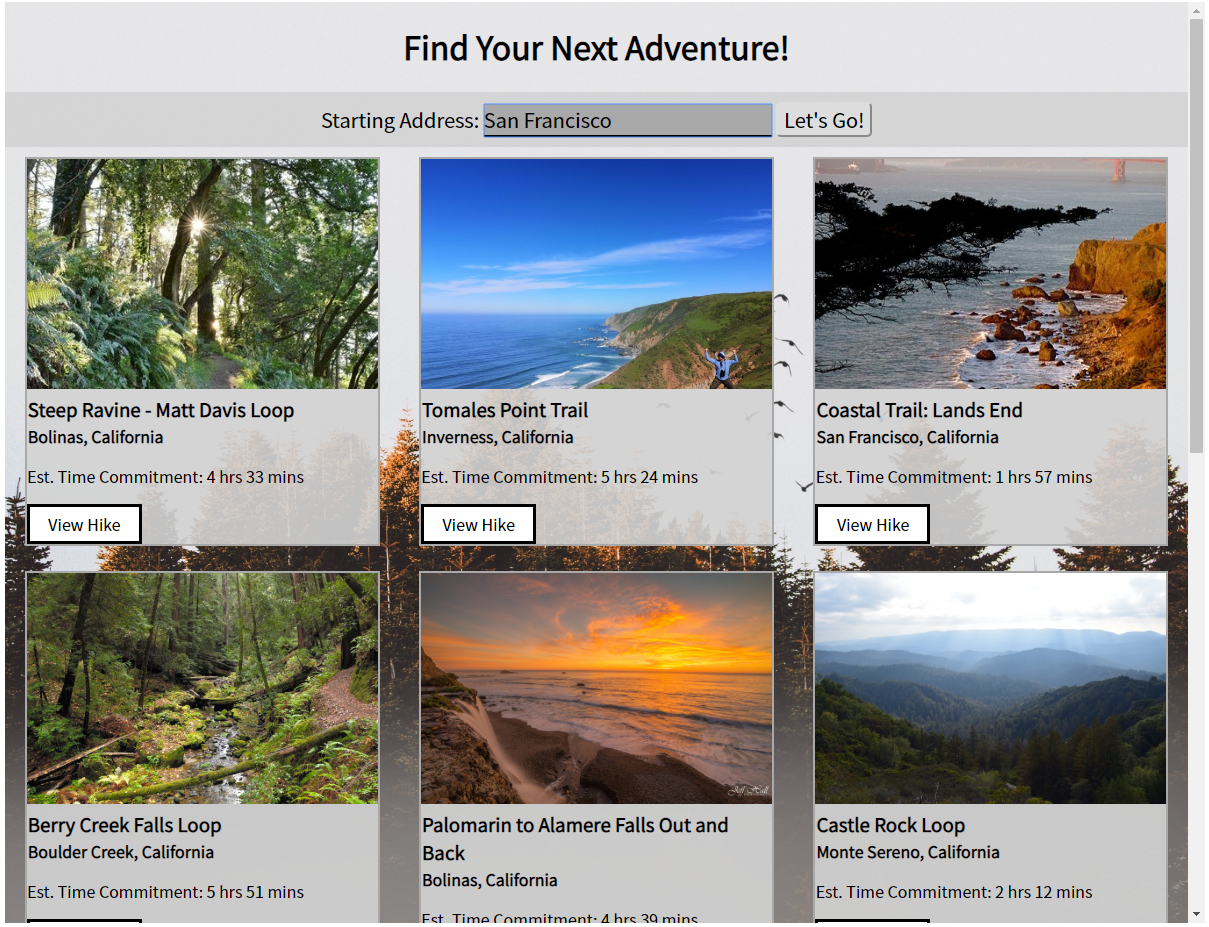 Find Your Next Adventure!
Starting Address: San Francisco Let's Go!
Steep Ravine - Matt Davis Loop
Bolinas, California
Est. Time Commitment: 4 hrs 33 mins
View Hike
Tomales Point Trail
Inverness, California
Est. Time Commitment: 5 hrs 24 mins
View Hike
Coastal Trail: Lands End
San Francisco, California
Est. Time Commitment: 1 hrs 57 mins
View Hike
Berry Creek Falls Loop
Boulder Creek, California
Est. Time Commitment: 5 hrs 51 mins
Jeff Hall
Palomarin to Alamere Falls Out and
Back
Bolinas, California
Est. Time Commitment: 4 hrs 39 mins
Castle Rock Loop
Monte Sereno, California
Est. Time Commitment: 2 hrs 12 mins